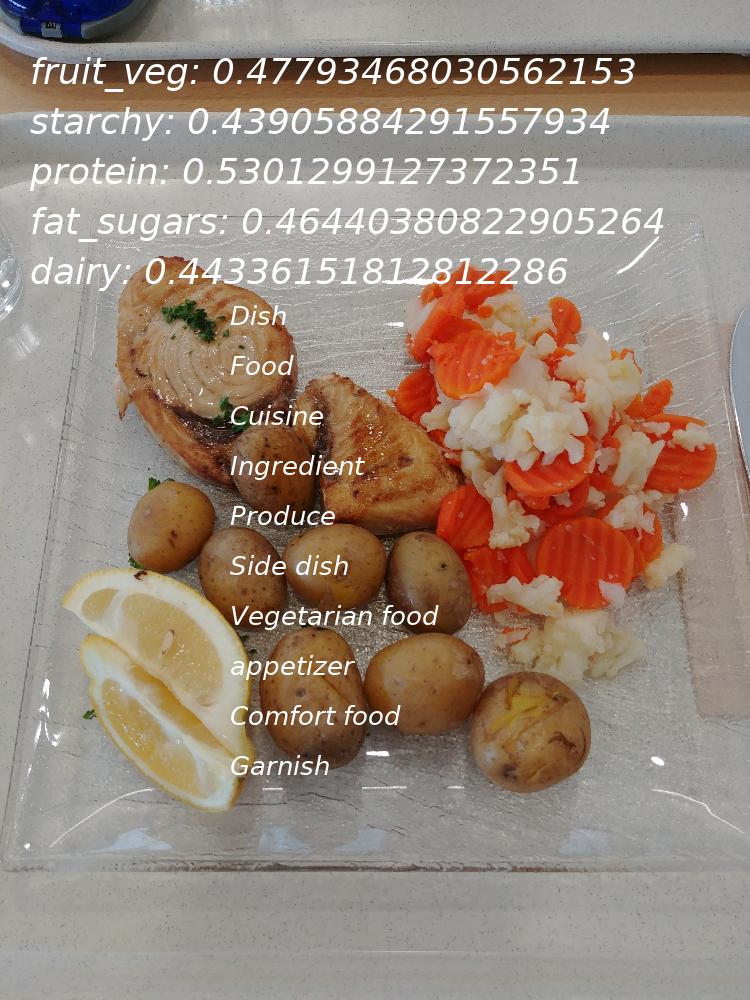 fruit_veg: 0.47793468030562153
starchy: 0.43905884291557934
protein: 0.5301299127372351
fat_sugars: 0.46440380822905264
dairy: 0.44336151812812286
Dish
Food
Cuisine
Ingredient
Produce
Side dish
Vegetarian food
appetizer
Comfort food
Garnish